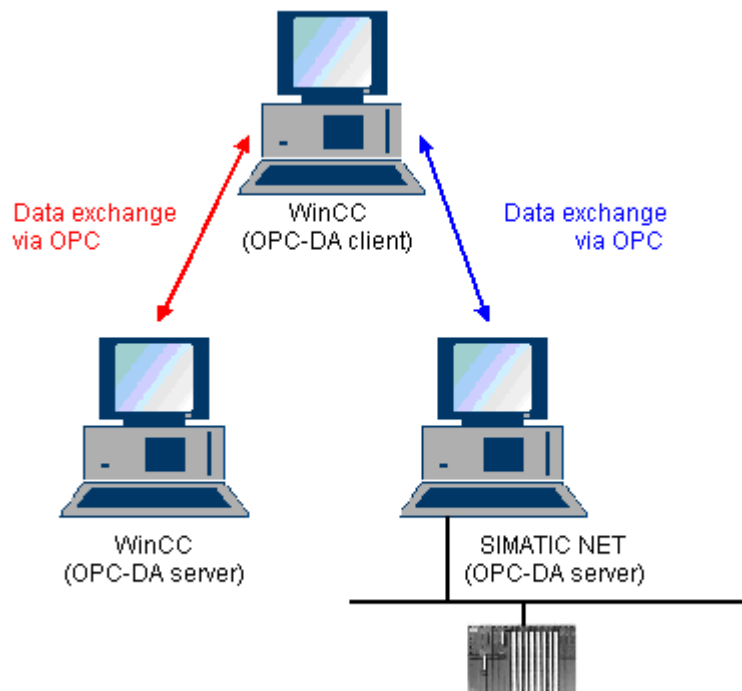 Data exchange
via OPC
WinCC
(OPC-DA client)
Data exchange
via OPC
WinCC
(OPC-DA server)
SIMATIC NET
(OPC-DA server)